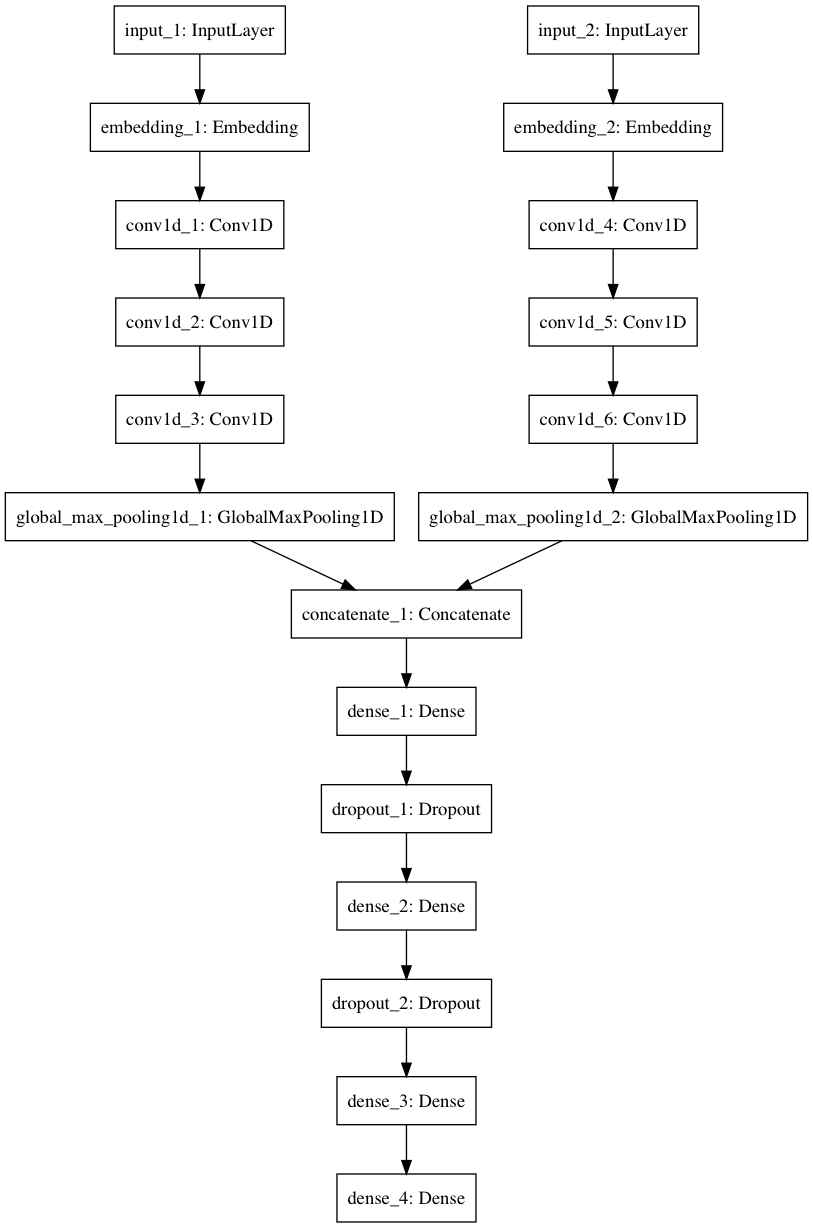 input_1: InputLayer
input_2: InputLayer
embedding_1: Embedding
embedding_2: Embedding
conv1d_1: Conv1D
conv1d_4: Conv1D
conv1d_2: Conv1D
conv1d_5: Conv1D
conv1d_3: Conv1D
conv1d_6: Conv1D
global_max_pooling1d_1: GlobalMaxPooling1D
global_max_pooling1d_2: GlobalMaxPooling1D
concatenate_1: Concatenate
dense_1: Dense
dropout_1: Dropout
dense_2: Dense
dropout_2: Dropout
dense_3: Dense
dense_4: Dense